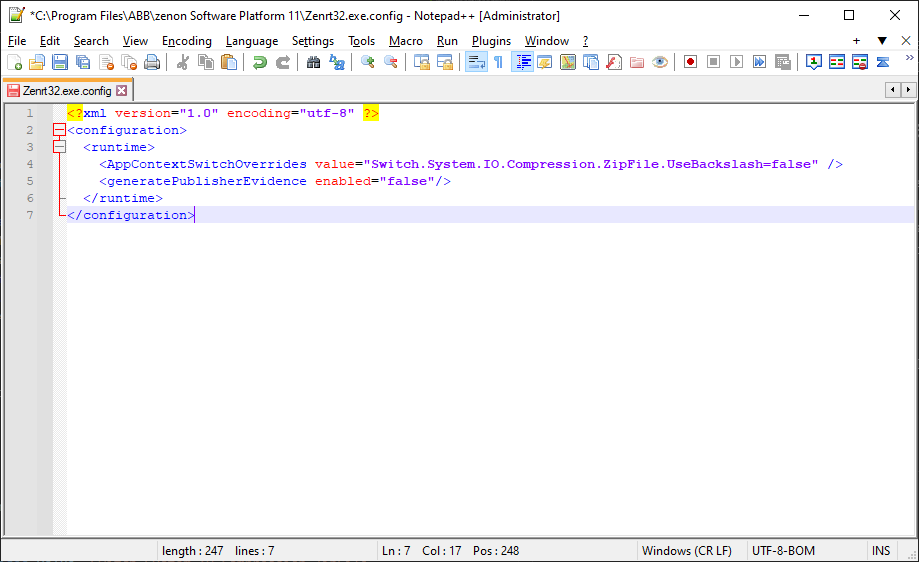 *C:\Program Files\ABB\zenon Software Platform 11\Zenrt32.exe.config - Notepad++ [Administrator]
File Edit Search View Encoding Language Settings Tools Macro Run Plugins Window ? + ▼ X
Zenrt32.exe.config
1 <?xml version="1.0" encoding="utf-8" ?>
2 <configuration>
3 <runtime>
4 <AppContextSwitchOverrides value="Switch.System.IO.Compression.ZipFile.UseBackslash=false" />
5 <generatePublisherEvidence enabled="false"/>
6 </runtime>
7 </configuration>
length : 247 lines : 7 Ln : 7 Col : 17 Pos : 248 Windows (CR LF) UTF-8-BOM INS